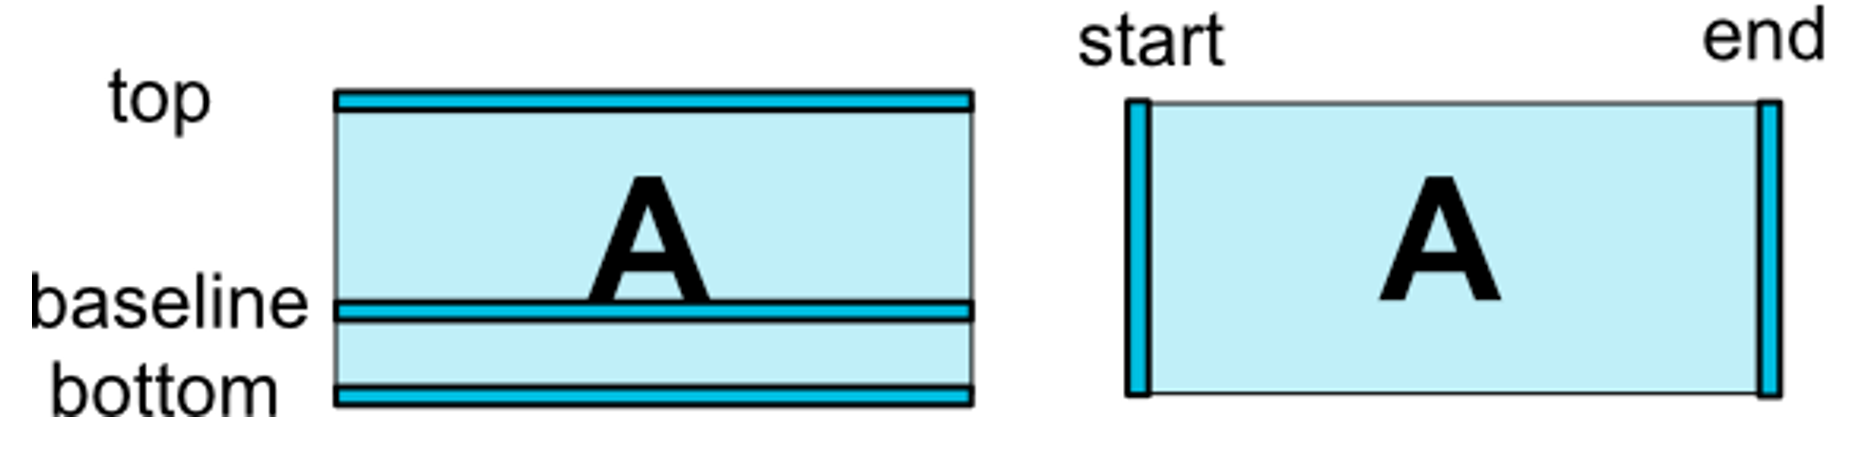 top
A
baseline
bottom
start
end
A